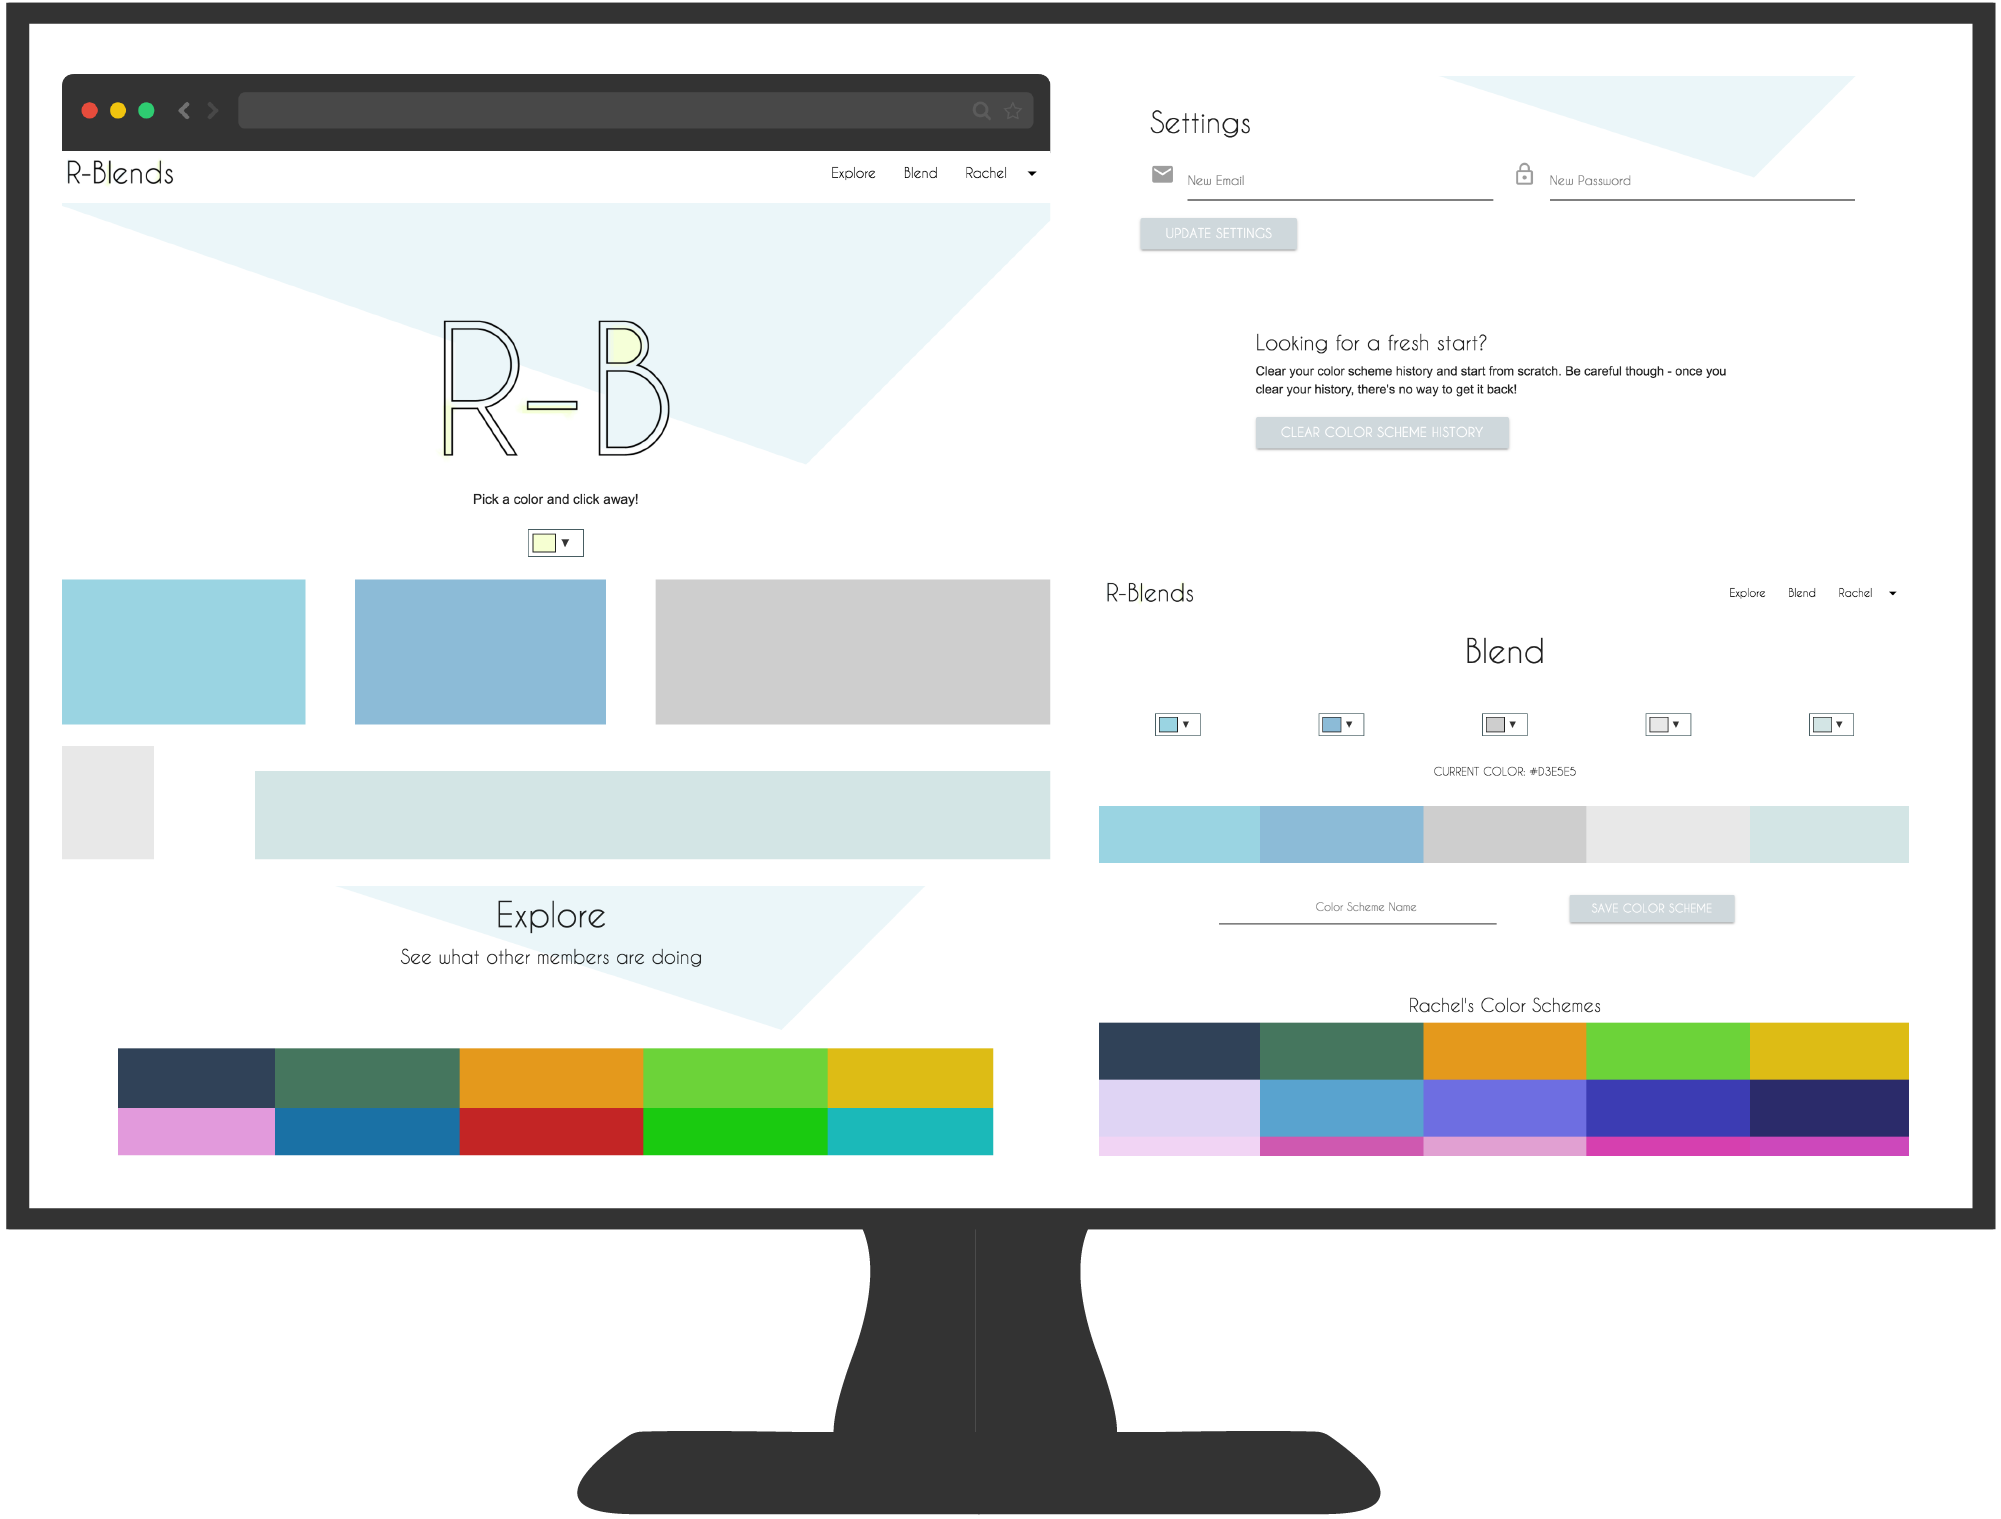 R-Blends
Explore Blend Rachel
R-B
Pick a color and click away!
Explore
See what other members are doing
Settings
New Email New Password
UPDATE SETTINGS
Looking for a fresh start?
Clear your color scheme history and start from scratch. Be careful though - once you
clear your history, there's no way to get it back!
CLEAR COLOR SCHEME HISTORY
R-Blends
Explore Blend Rachel
Blend
CURRENT COLOR: #D3E5E5
Color Scheme Name SAVE COLOR SCHEME
Rachel's Color Schemes